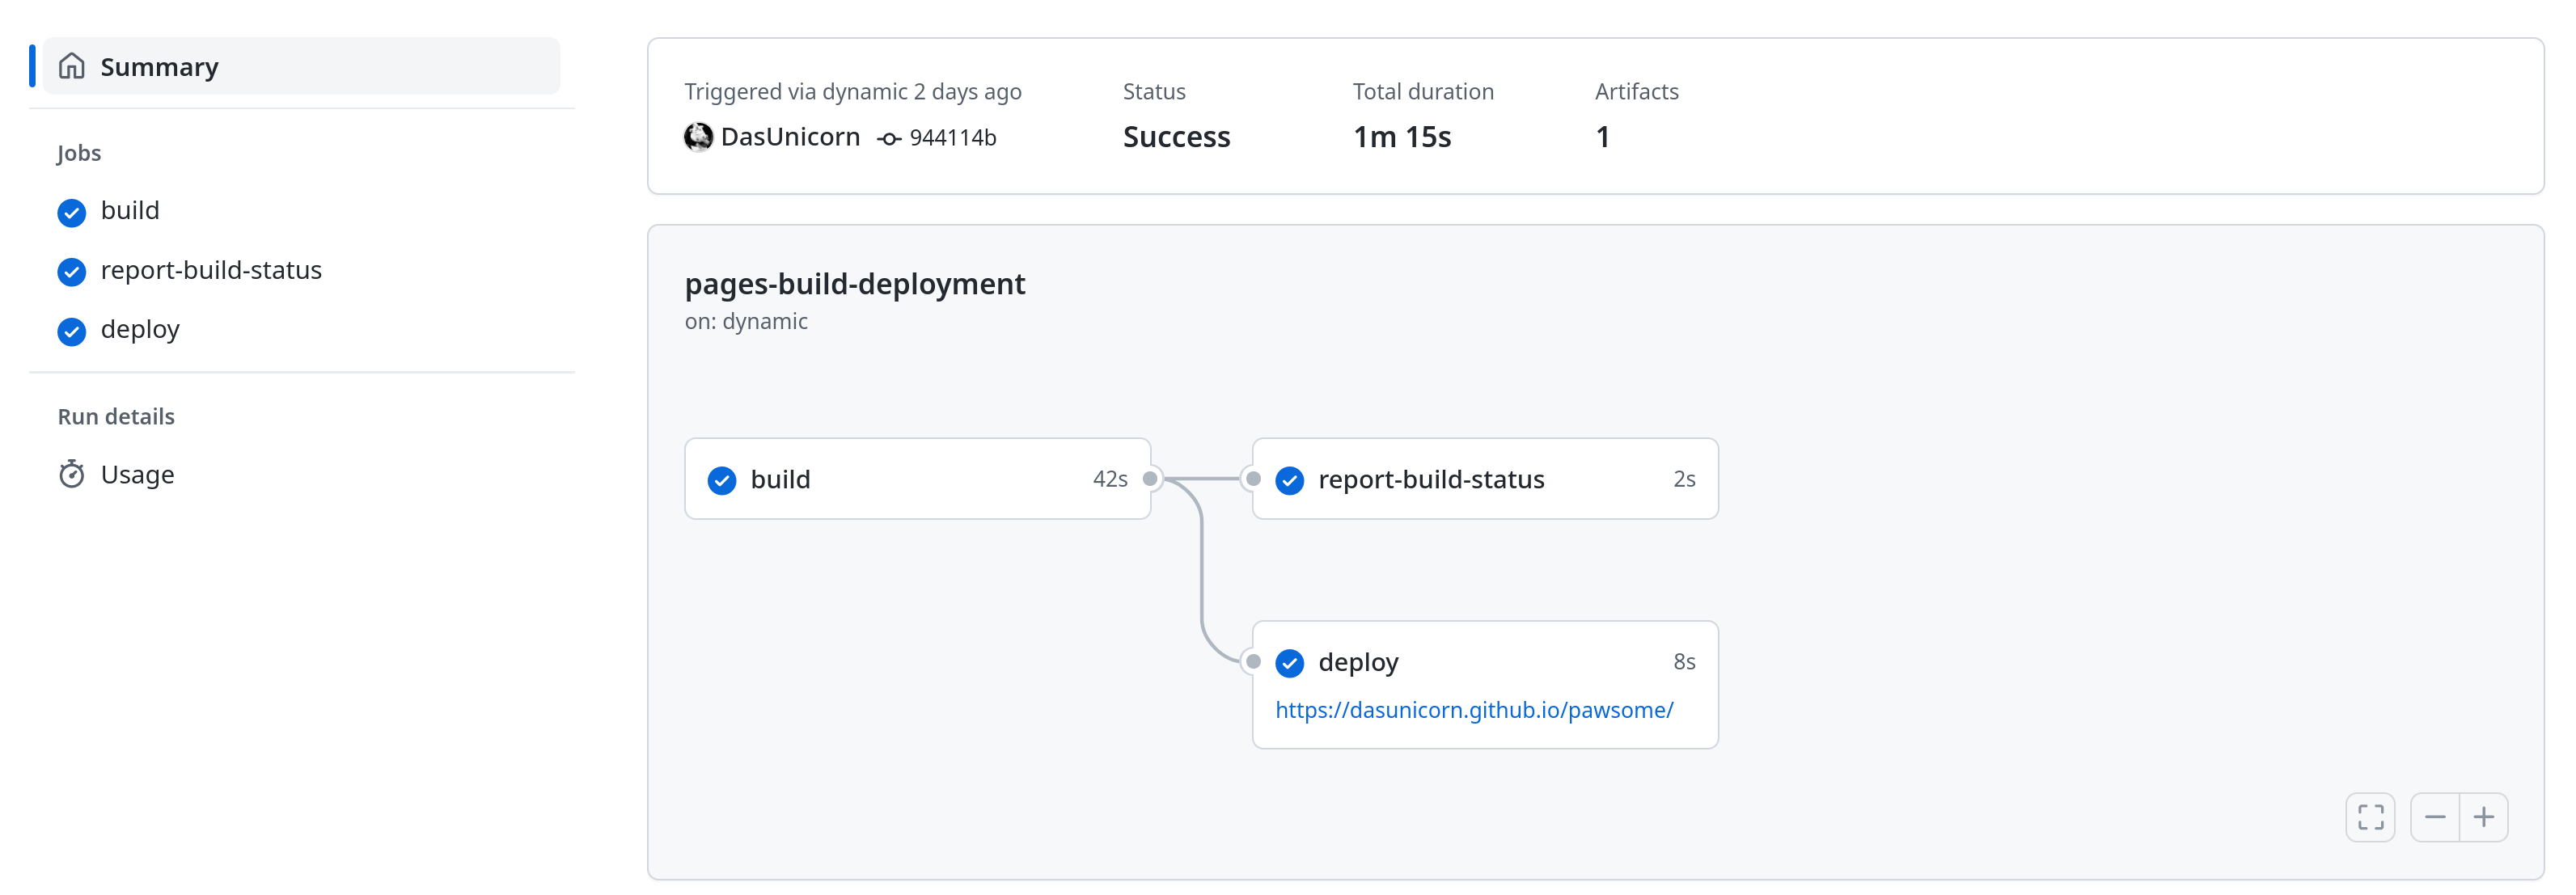 Summary
Jobs
build
report-build-status
deploy
Run details
Usage
Triggered via dynamic 2 days ago
DasUnicorn 944114b
Status
Success
Total duration
1m 15s
Artifacts
1
pages-build-deployment
on: dynamic
build 42s
report-build-status 2s
deploy 8s
https://dasunicorn.github.io/pawsome/